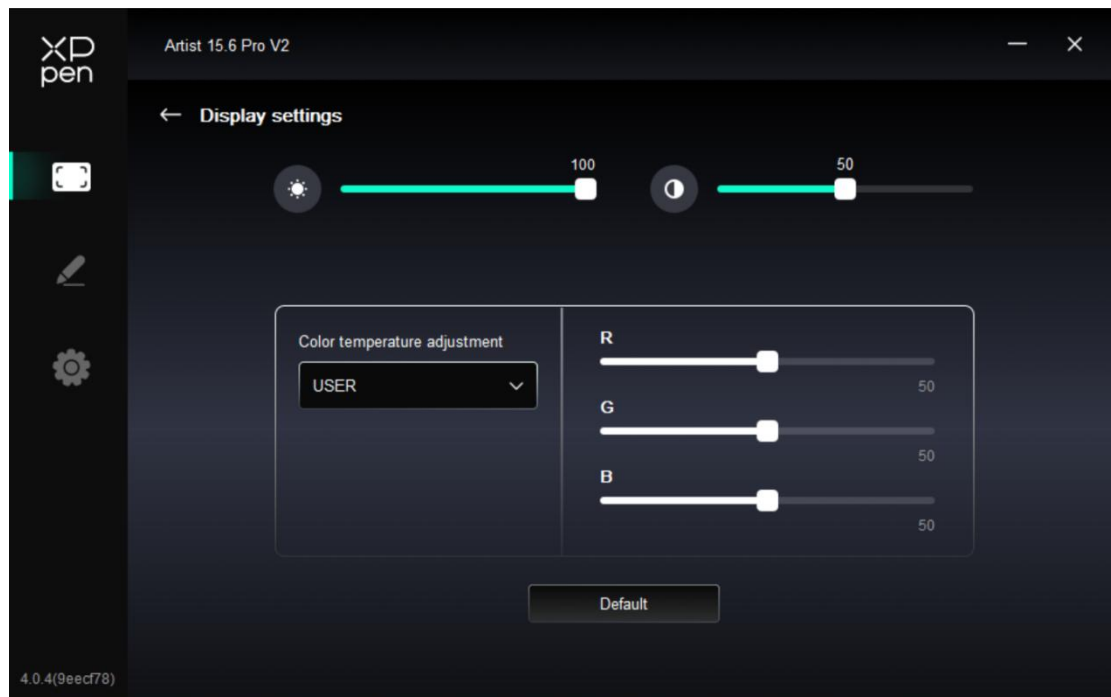 XP
pen
Artist 15.6 Pro V2
Display settings
100
50
Color temperature adjustment
USER
R
50
G
50
B
50
Default
4.0.4(9eecf78)